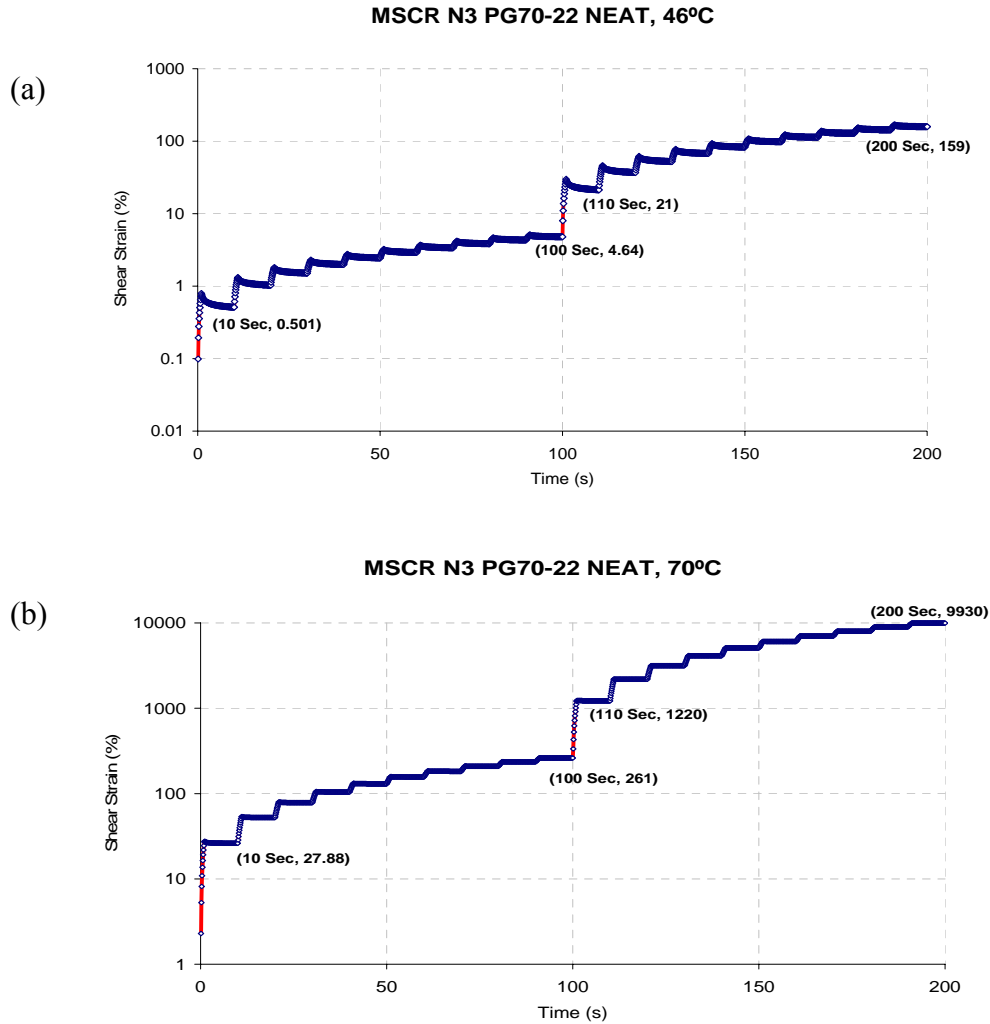 MSCR N3 PG70-22 NEAT, 46ºC
(a)
1000
100
10
1
0.1
0.01
Shear Strain (%)
(10 Sec, 0.501)
(100 Sec, 4.64)
(110 Sec, 21)
(200 Sec, 159)
0
50
100
150
200
Time (s)
MSCR N3 PG70-22 NEAT, 70ºC
(b)
10000
1000
100
10
1
Shear Strain (%)
(10 Sec, 27.88)
(100 Sec, 261)
(110 Sec, 1220)
(200 Sec, 9930)
0
50
100
150
200
Time (s)